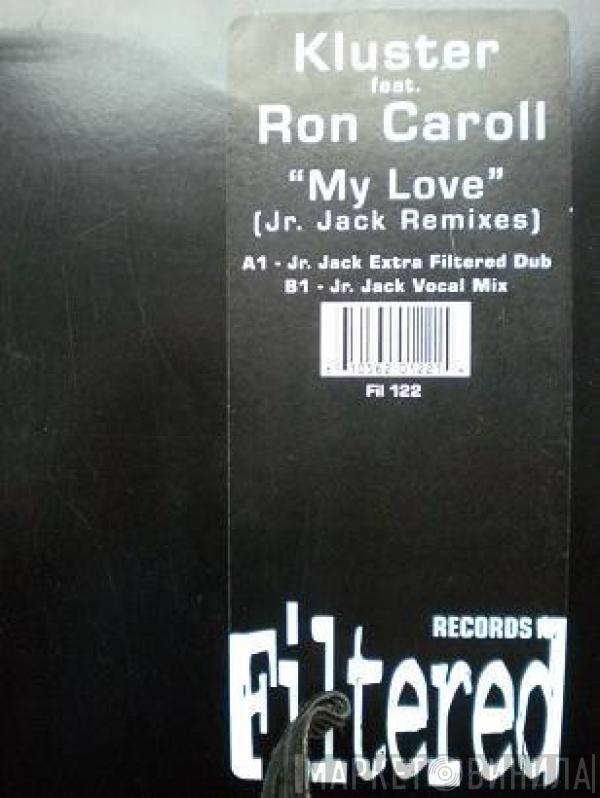 Kluster
feat.
Ron Caroll
“My Love”
(Jr. Jack Remixes)
A1 - Jr. Jack Extra Filtered Dub
B1 - Jr. Jack Vocal Mix
Fil 122
RECORDS
Filtered
МАРКЕТ ВИНИЛА